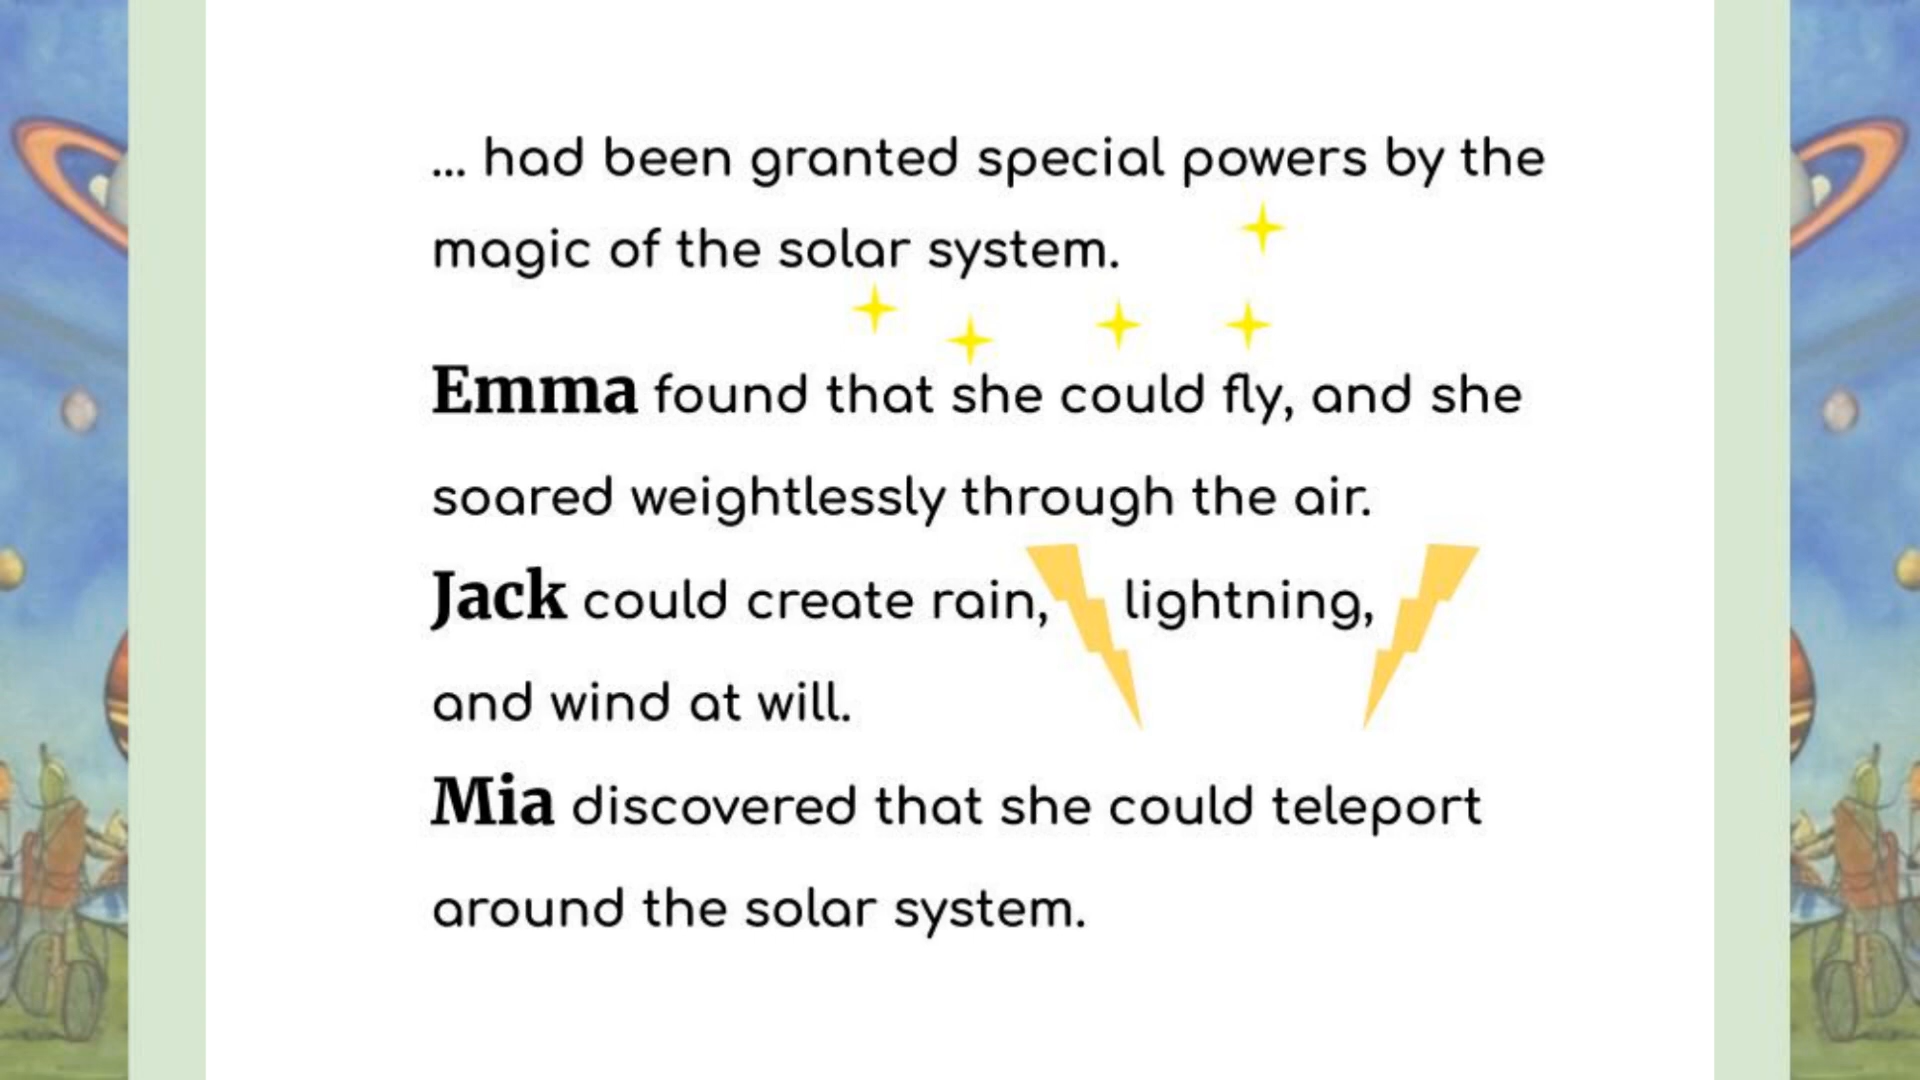 ... had been granted special powers by the
magic of the solar system.
Emma found that she could fly, and she
soared weightlessly through the air.
Jack could create rain, lightning,
and wind at will.
Mia discovered that she could teleport
around the solar system.